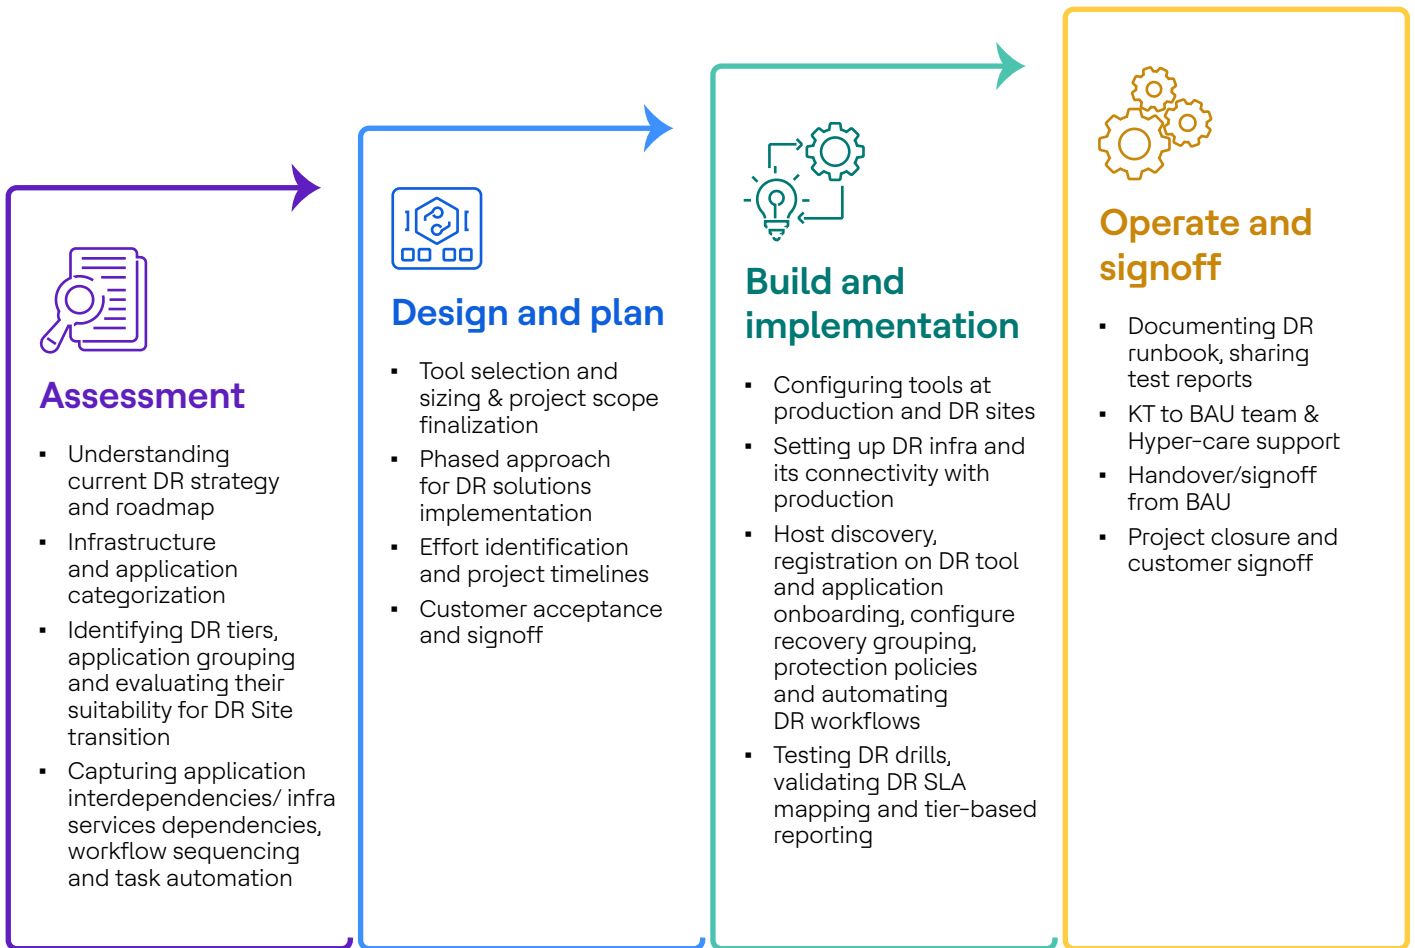 Assessment
▪ Understanding
current DR strategy
and roadmap
▪ Infrastructure
and application
categorization
▪ Identifying DR tiers,
application grouping
and evaluating their
suitability for DR Site
transition
▪ Capturing application
interdependencies/ infra
services dependencies,
workflow sequencing
and task automation
Design and plan
▪ Tool selection and
sizing & project scope
finalization
▪ Phased approach
for DR solutions
implementation
▪ Effort identification
and project timelines
▪ Customer acceptance
and signoff
Build and
implementation
▪ Configuring tools at
production and DR sites
▪ Setting up DR infra and
its connectivity with
production
▪ Host discovery,
registration on DR tool
and application
onboarding, configure
recovery grouping,
protection policies
and automating
DR workflows
▪ Testing DR drills,
validating DR SLA
mapping and tier-based
reporting
Operate and
signoff
▪ Documenting DR
runbook, sharing
test reports
▪ KT to BAU team &
Hyper-care support
▪ Handover/signoff
from BAU
▪ Project closure and
customer signoff